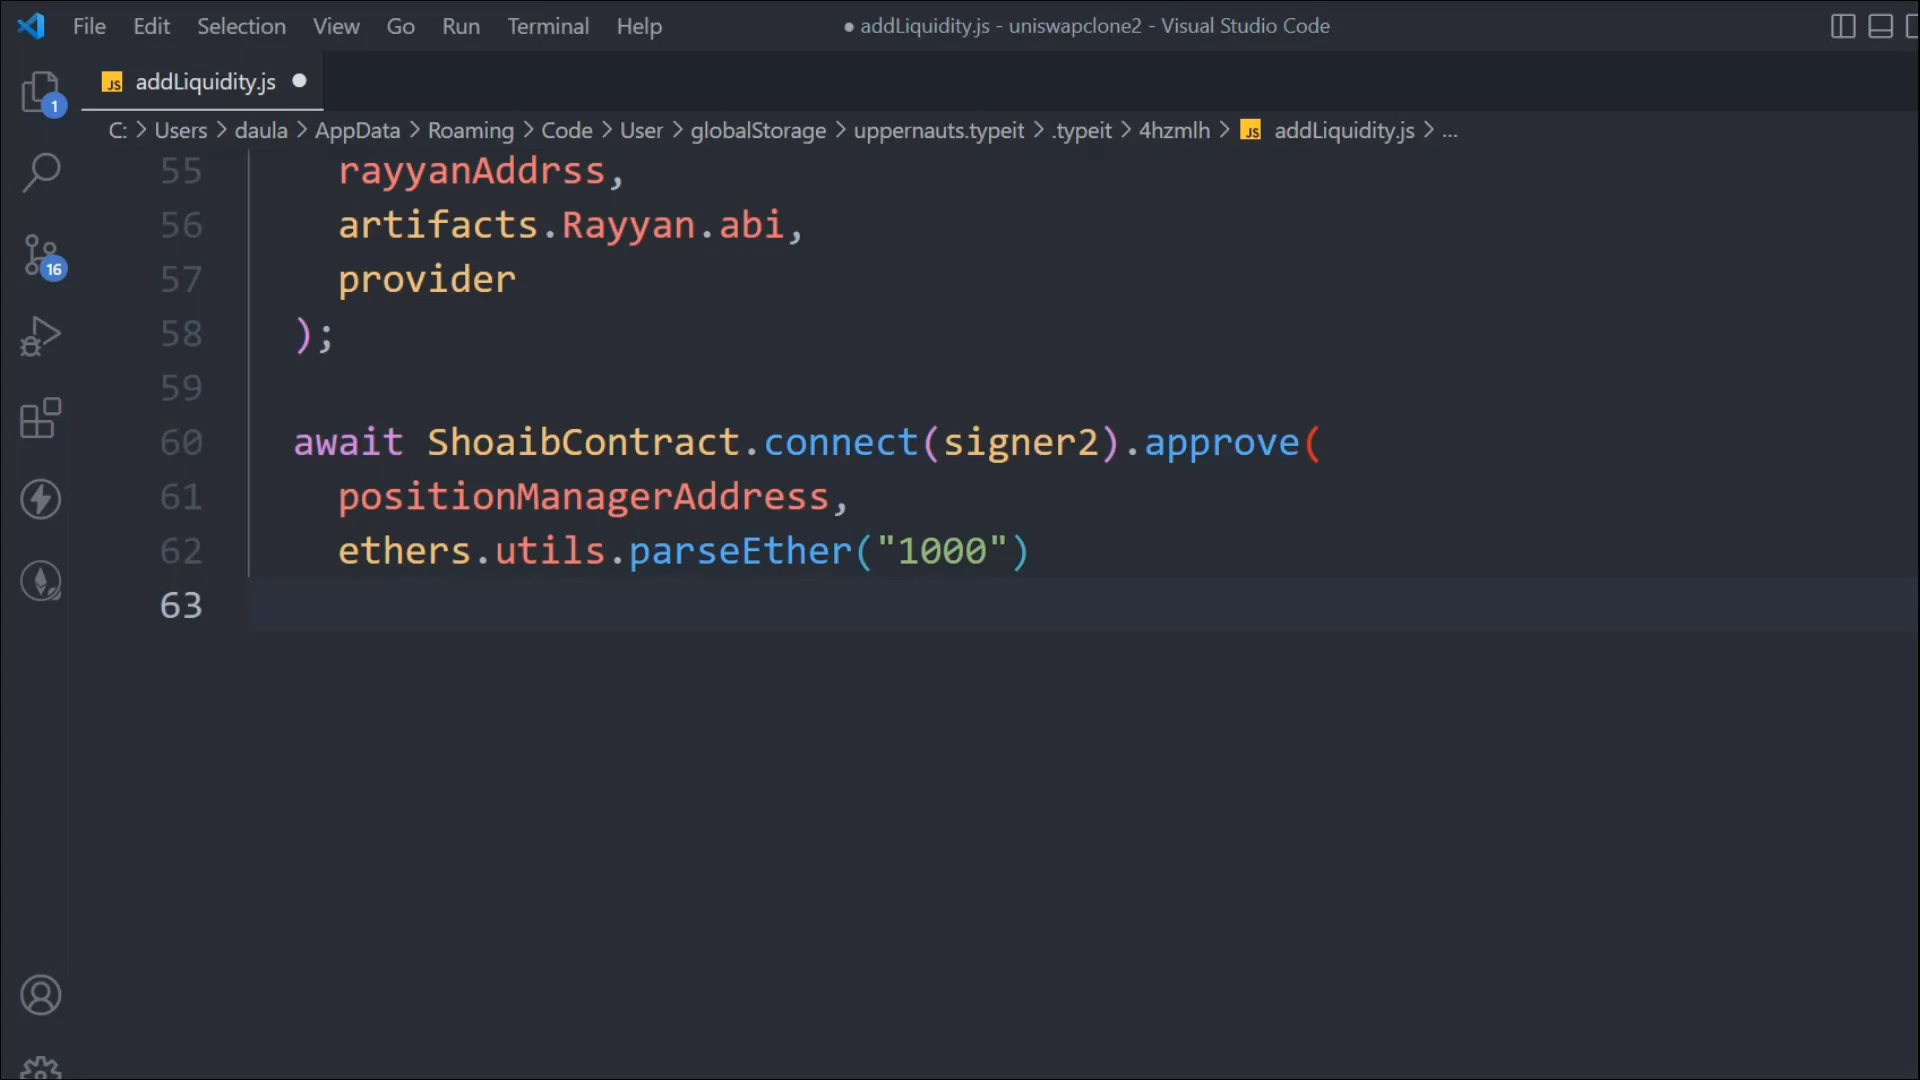 File Edit Selection View Go Run Terminal Help
● addLiquidity.js - uniswapclone2 - Visual Studio Code
JS addLiquidity.js ●
C: > Users > daula > AppData > Roaming > Code > User > globalStorage > uppernauts.typeit > .typeit > 4hzmlh > JS addLiquidity.js > ...
1
16
55 rayyanAddrss,
56 artifacts.Rayyan.abi,
57 provider
58 );
59
60 await ShoaibContract.connect(signer2).approve(
61 positionManagerAddress,
62 ethers.utils.parseEther("1000")
63